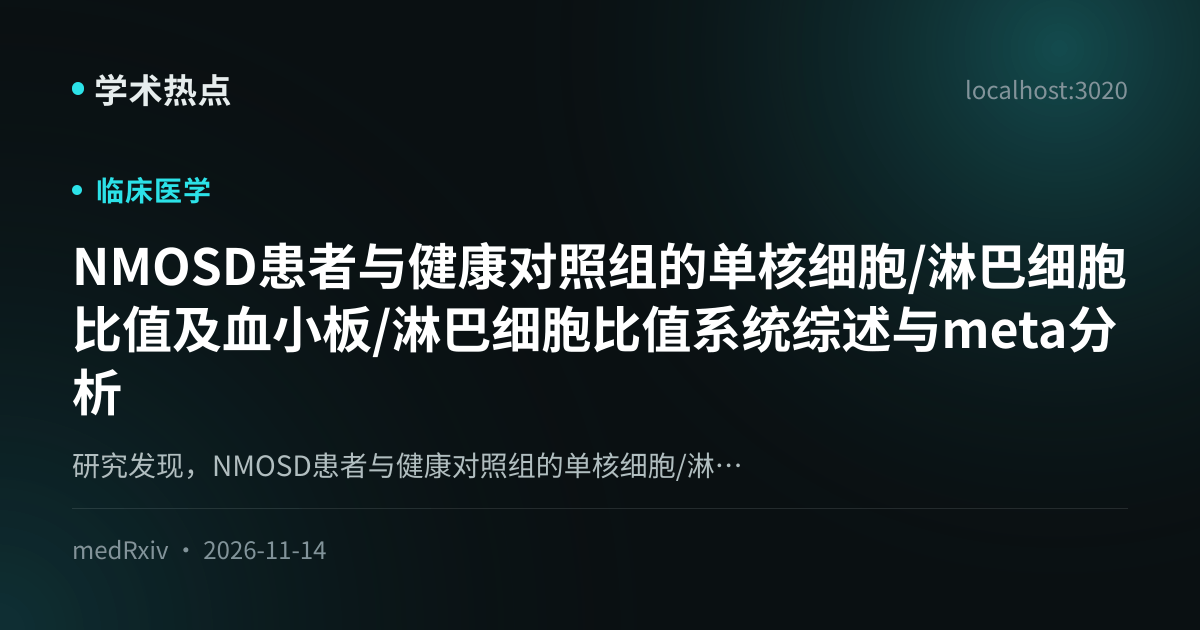 学术热点
localhost:3020
临床医学
NMOSD患者与健康对照组的单核细胞/淋巴细胞
比值及血小板/淋巴细胞比值系统综述与meta分
析
研究发现，NMOSD患者与健康对照组的单核细胞/淋…
medRxiv • 2026-11-14